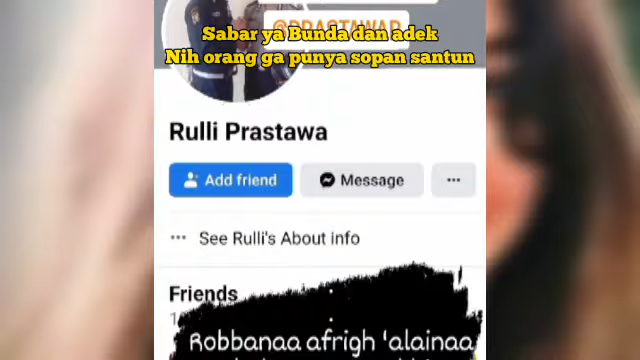 @PRASTAWAR
Sabar ya Bunda dan adek
Nih orang ga punya sopan santun
Rulli Prastawa
Add friend
Message
See Rulli's About info
Friends
Robbanaa afrigh 'alainaa